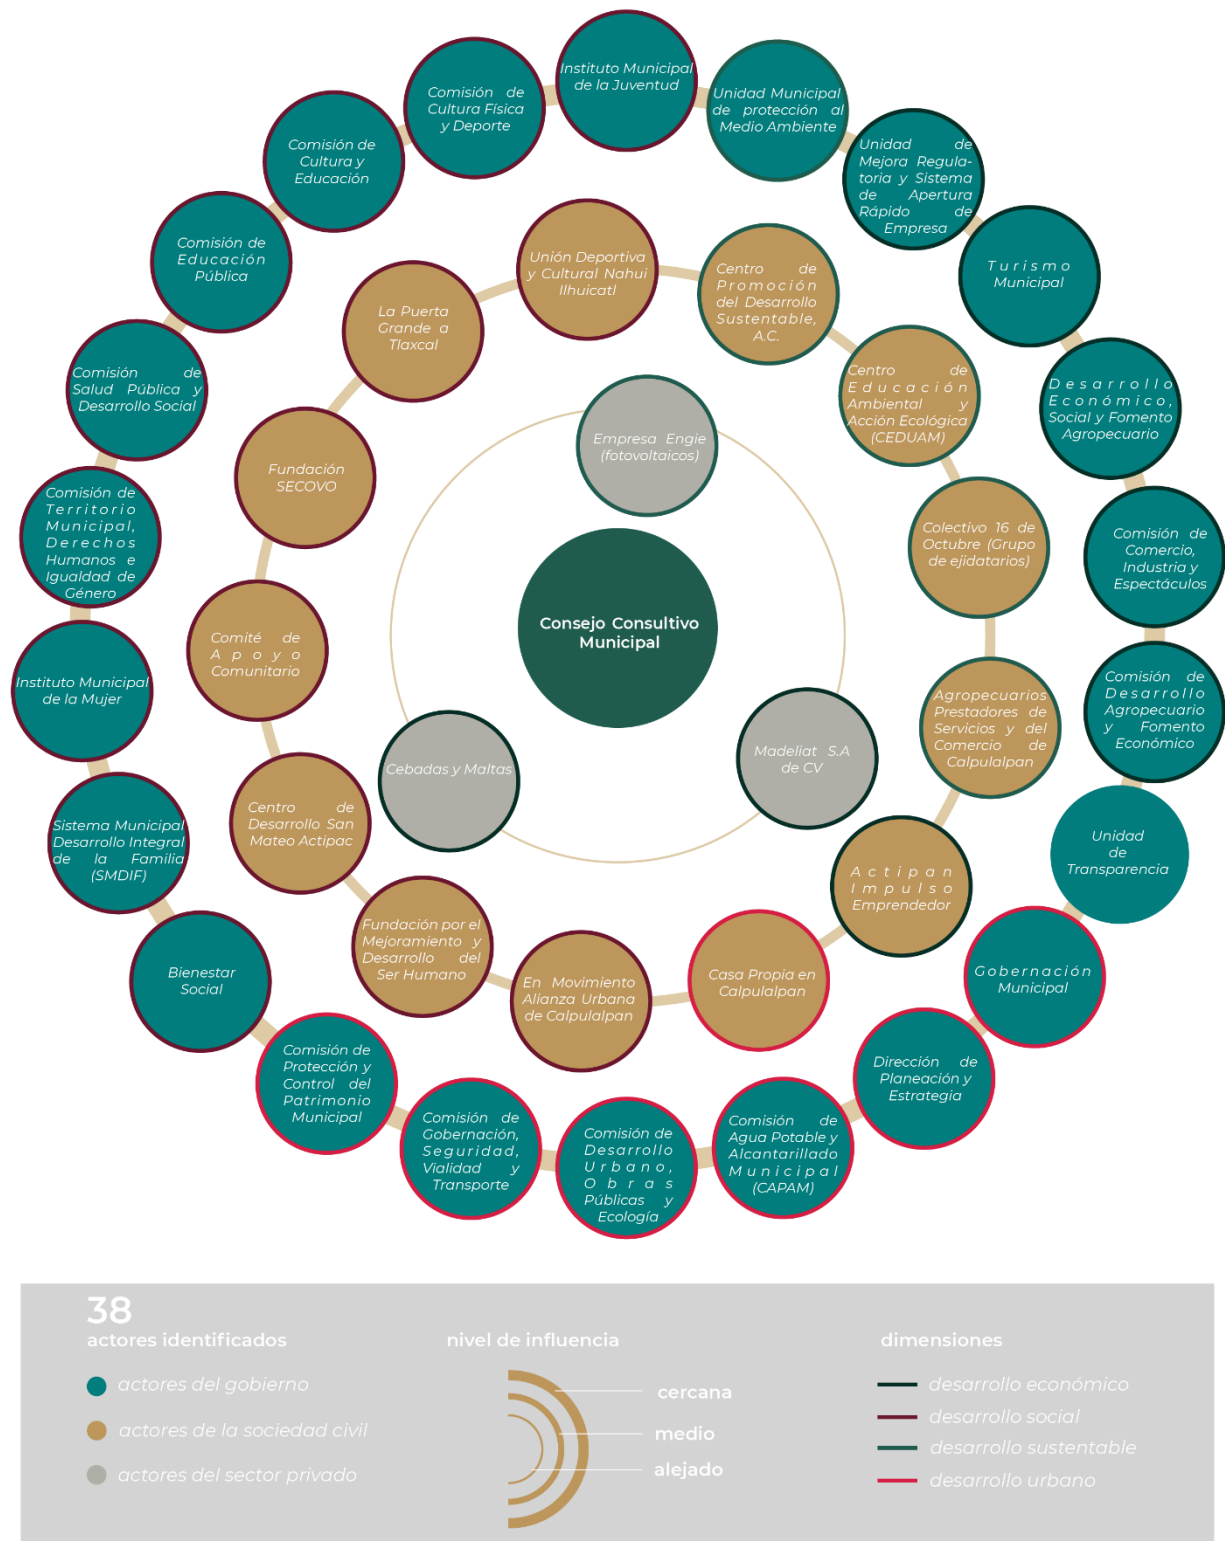 Instituto Municipal
de la Juventud
Unidad Municipal
de protección al
Medio Ambiente
Unidad de
Mejora Regula-
toria y Sistema
de Apertura
Rápido de
Empresa
Turismo
Municipal
Desarrollo
Económico,
Social y Fomento
Agropecuario
Comisión de
Comercio,
Industria y
Espectáculos
Comisión de
Desarrollo
Agropecuario
y Fomento
Económico
Unidad
de
Transparencia
Gobernación
Municipal
Dirección de
Planeación y
Estrategia
Comisión de
Agua Potable y
Alcantarillado
Municipal
(CAPAM)
Comisión de
Desarrollo
Urbano,
Obras
Públicas y
Ecología
Comisión de
Gobernación,
Seguridad,
Vialidad y
Transporte
Comisión de
Protección y
Control del
Patrimonio
Municipal
Bienestar
Social
Sistema Municipal
Desarrollo Integral
de la Familia
(SMDIF)
Instituto Municipal
de la Mujer
Comisión de
Territorio
Municipal,
Derechos
Humanos e
Igualdad de
Género
Comisión de
Salud Pública y
Desarrollo Social
Comisión de
Educación
Pública
Comisión de
Cultura y
Educación
Comisión de
Cultura Física
y Deporte
Unión Deportiva
y Cultural Nahui
Ilhuicatl
Centro de
Promoción
del Desarrollo
Sustentable,
A.C.
Centro de
Educación
Ambiental y
Acción Ecológica
(CEDUAM)
Colectivo 16 de
Octubre (Grupo
de ejidatarios)
Agropecuarios
Prestadores de
Servicios y del
Comercio de
Calpulalpan
Actipan
Impulso
Emprendedor
Casa Propia en
Calpulalpan
En Movimiento
Alianza Urbana
de Calpulalpan
Fundación por el
Mejoramiento y
Desarrollo del
Ser Humano
Centro de
Desarrollo San
Mateo Actipac
Comité de
Apoyo
Comunitario
Fundación
SECOVO
La Puerta
Grande a
Tlaxcal
Empresa Engie
(fotovoltaicos)
Madeliat S.A
de CV
Cebadas y Maltas
Consejo Consultivo
Municipal
38
actores identificados
actores del gobierno
actores de la sociedad civil
actores del sector privado
nivel de influencia
cercana
medio
alejado
dimensiones
desarrollo económico
desarrollo social
desarrollo sustentable
desarrollo urbano